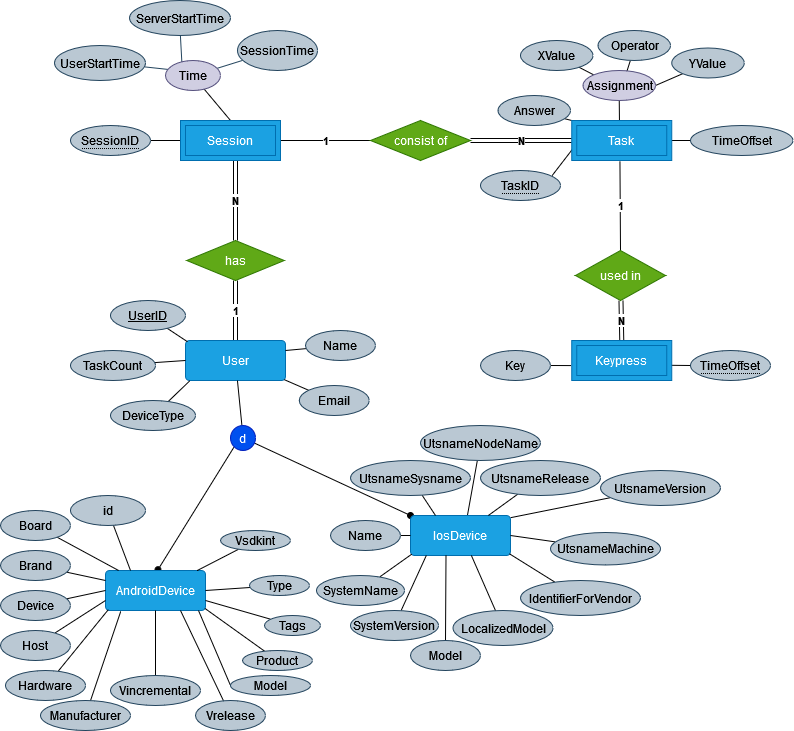 ServerStartTime
UserStartTime
SessionTime
Time
SessionID
Session
1
consist of
N
XValue
Operator
YValue
Assignment
Answer
Task
TimeOffset
TaskID
N
has
1
1
used in
N
UserID
User
Name
TaskCount
DeviceType
Email
Key
Keypress
TimeOffset
d
UtsnameNodeName
UtsnameSysname
UtsnameRelease
UtsnameVersion
Name
IosDevice
UtsnameMachine
SystemName
IdentifierForVendor
SystemVersion
LocalizedModel
Model
id
Board
Vsdkint
Brand
AndroidDevice
Type
Device
Tags
Host
Product
Hardware
Vincremental
Model
Manufacturer
Vrelease